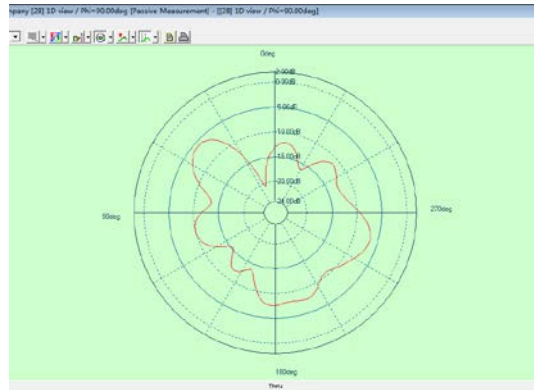 mpany [28] 1D view / Phi=90.00deg [Passive Measurement] - [[28] 1D view / Phi=90.00deg]
0deg
2.00dB
0.00dB
-5.00dB
-10.00dB
-15.00dB
-20.00dB
90deg
270deg
180deg
Theta